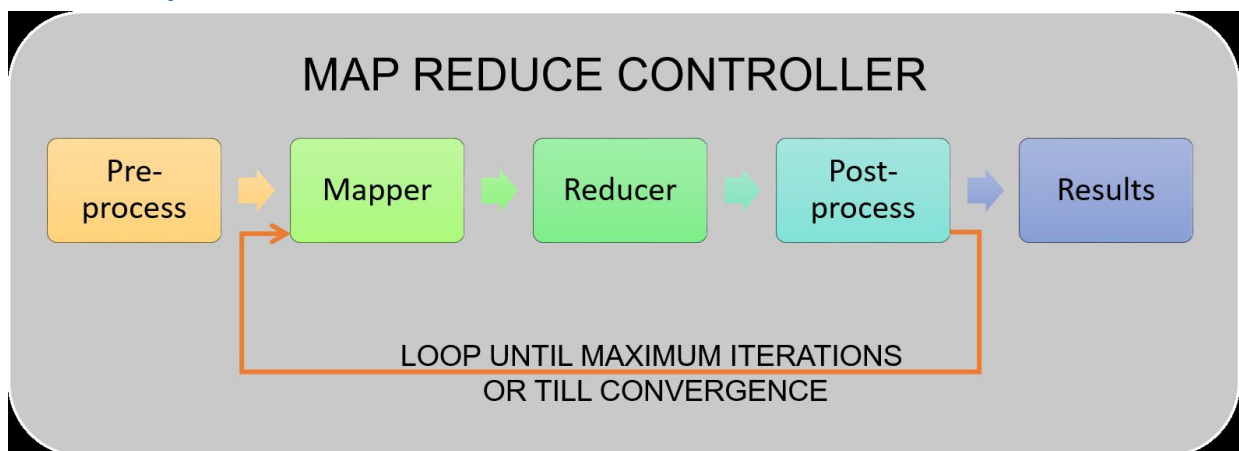 MAP REDUCE CONTROLLER
Pre-
process
Mapper
Reducer
Post-
process
Results
LOOP UNTIL MAXIMUM ITERATIONS
OR TILL CONVERGENCE